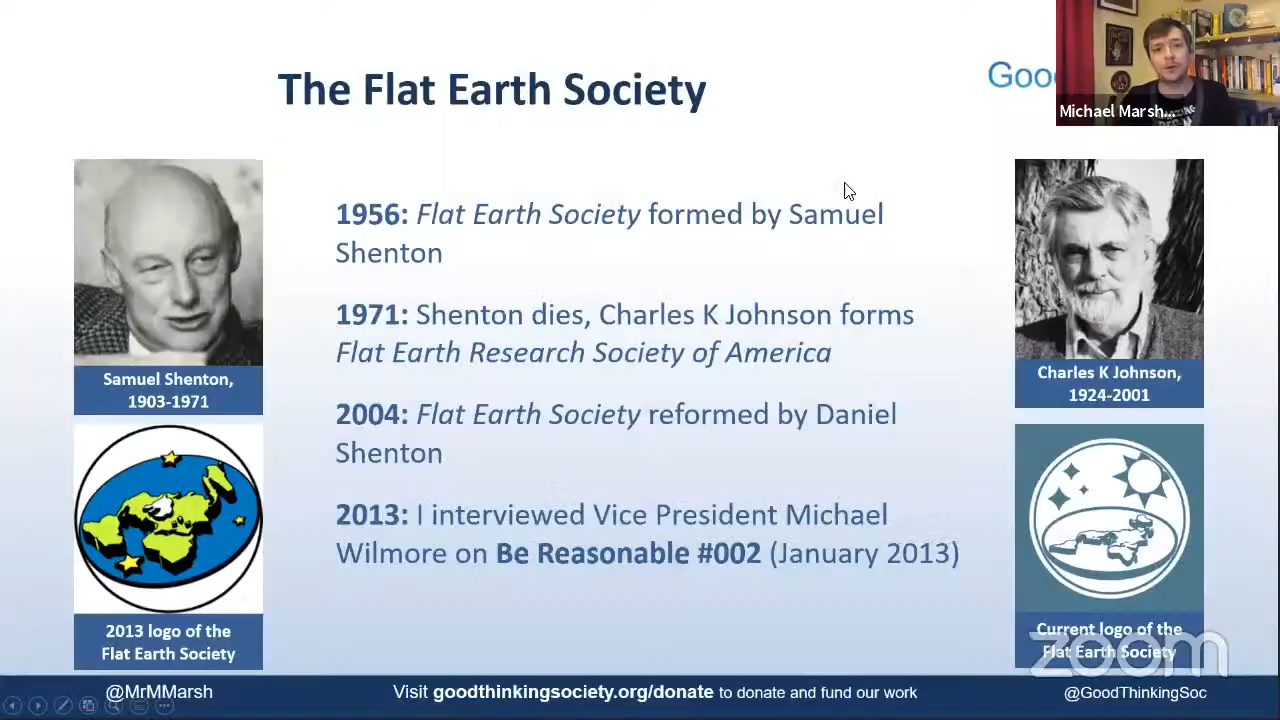 The Flat Earth Society
Goo
Michael Marsh...
1956: Flat Earth Society formed by Samuel
Shenton
1971: Shenton dies, Charles K Johnson forms
Flat Earth Research Society of America
2004: Flat Earth Society reformed by Daniel
Shenton
2013: I interviewed Vice President Michael
Wilmore on Be Reasonable #002 (January 2013)
Samuel Shenton,
1903-1971
2013 logo of the
Flat Earth Society
Charles K Johnson,
1924-2001
Current logo of the
Flat Earth Society
zoom
@MrMMarsh
Visit goodthinkingsociety.org/donate to donate and fund our work
@GoodThinkingSoc